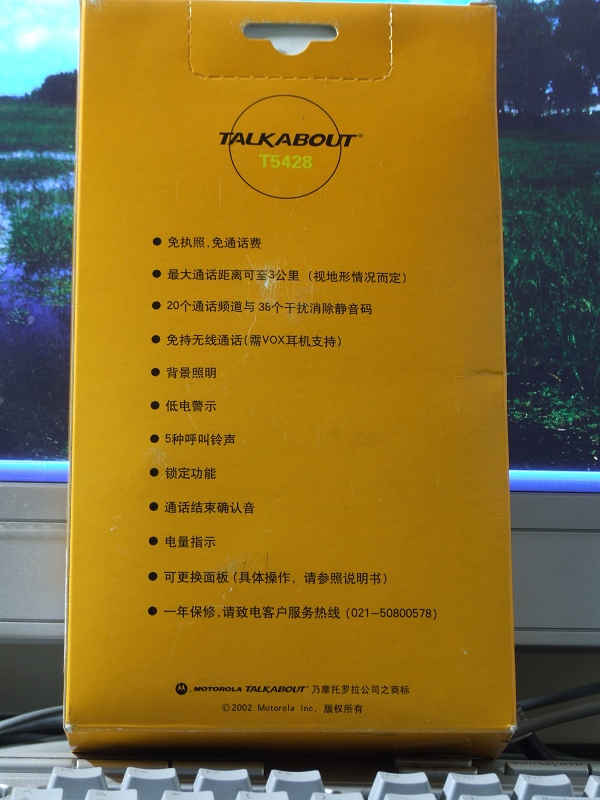 TALKABOUT®
T5428
● 免执照,免通话费
● 最大通话距离可至3公里（视地形情况而定）
● 20个通话频道与 38个干扰消除静音码
● 免持无线通话(需VOX耳机支持)
● 背景照明
● 低电警示
● 5种呼叫铃声
● 锁定功能
● 通话结束确认音
● 电量指示
● 可更换面板(具体操作，请参照说明书)
● 一年保修,请致电客户服务热线 (021-50800578)
, MOTOROLA TALKABOUT 乃摩托罗拉公司之商标
©2002 Motorola Inc. 版权所有